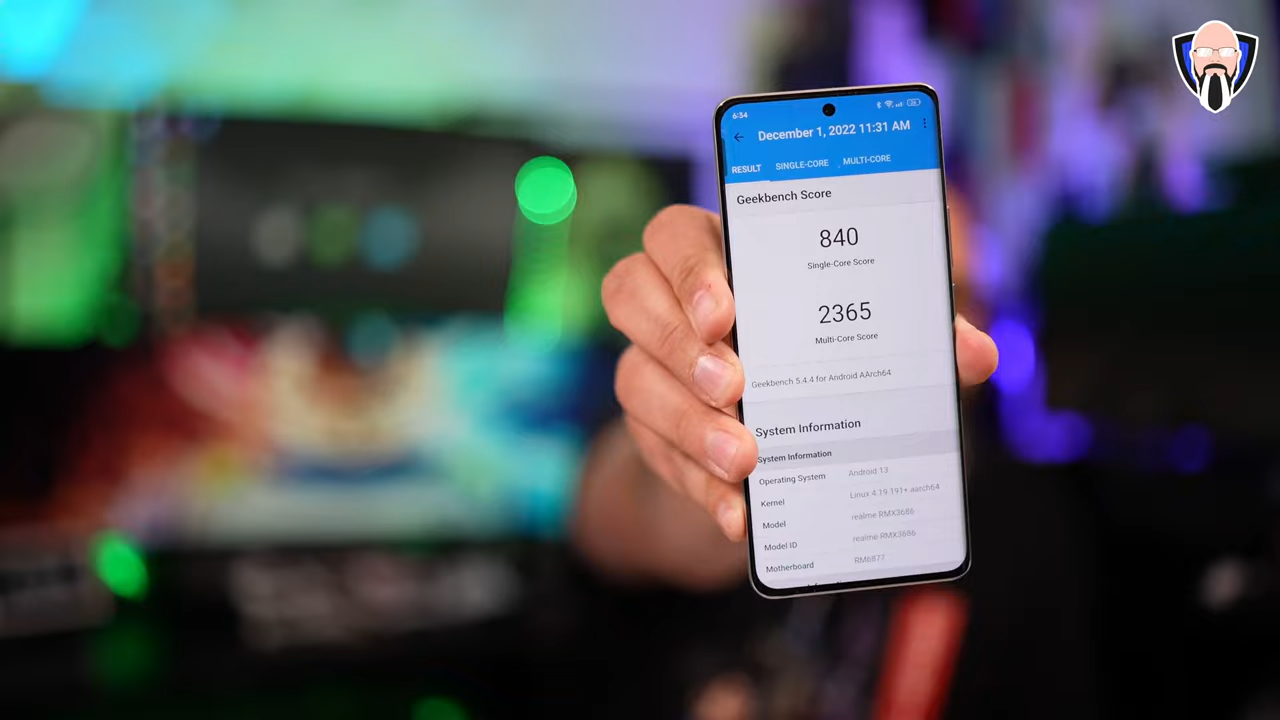 6:54
December 1, 2022 11:31 AM
RESULT SINGLE-CORE MULTI-CORE
Geekbench Score
840
Single-Core Score
2365
Multi-Core Score
Geekbench 5.4.4 for Android AArch64
System Information
System Information
Operating System Android 13
Kernel Linux 4.19.191+ aarch64
Model realme RMX3686
Model ID realme RMX3686
Motherboard RM6877